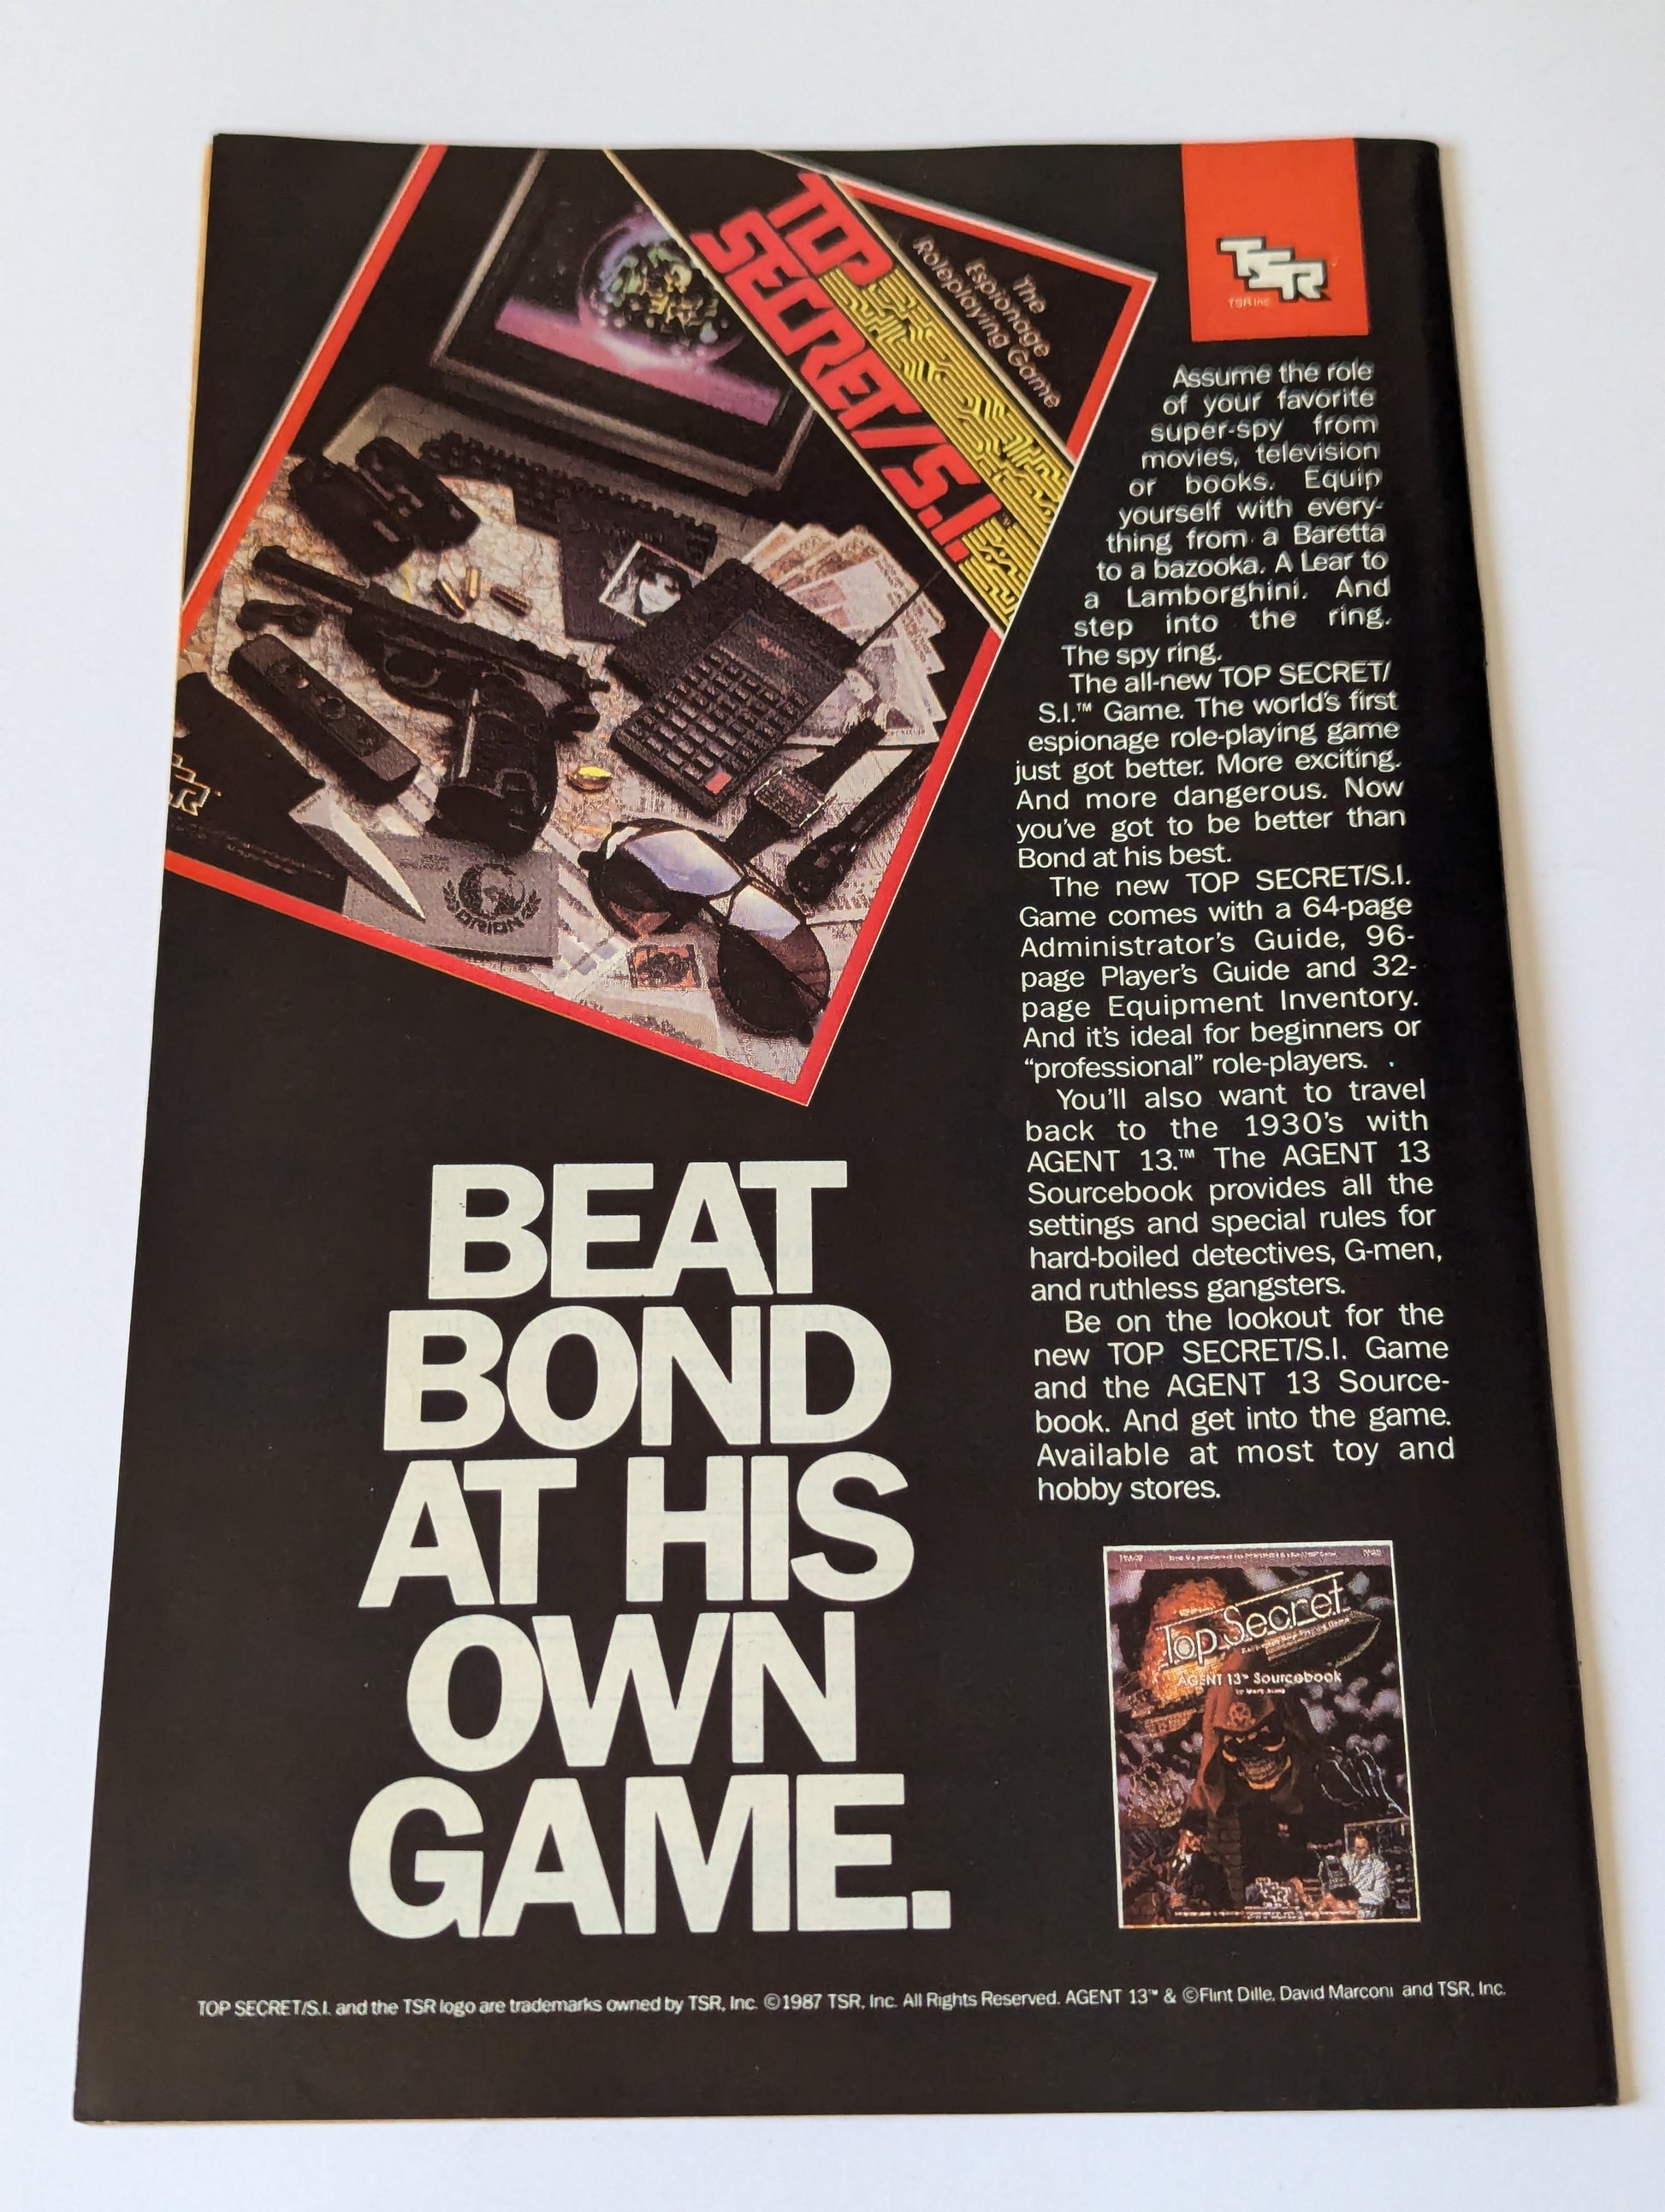 TOP
SECRET/S.I.
The
Espionage
Roleplaying Game
ORION
TSR
TSR Inc
Assume the role
of your favorite
super-spy from
movies, television
or books. Equip
yourself with every-
thing from a Baretta
to a bazooka. A Lear to
a Lamborghini. And
step into the ring.
The spy ring.
The all-new TOP SECRET/
S.I.™ Game. The world's first
espionage role-playing game
just got better. More exciting.
And more dangerous. Now
you've got to be better than
Bond at his best.
The new TOP SECRET/S.I.
Game comes with a 64-page
Administrator's Guide, 96-
page Player's Guide and 32-
page Equipment Inventory.
And it's ideal for beginners or
"professional" role-players.
You'll also want to travel
back to the 1930's with
AGENT 13.™ The AGENT 13
Sourcebook provides all the
settings and special rules for
hard-boiled detectives, G-men,
and ruthless gangsters.
Be on the lookout for the
new TOP SECRET/S.I. Game
and the AGENT 13 Source-
book. And get into the game.
Available at most toy and
hobby stores.
BEAT
BOND
AT HIS
OWN
GAME.
Top Secret
AGENT 13™ Sourcebook
TOP SECRET/S.I. and the TSR logo are trademarks owned by TSR, Inc. ©1987 TSR, Inc. All Rights Reserved. AGENT 13™ & ©Flint Dille, David Marconi and TSR, Inc.